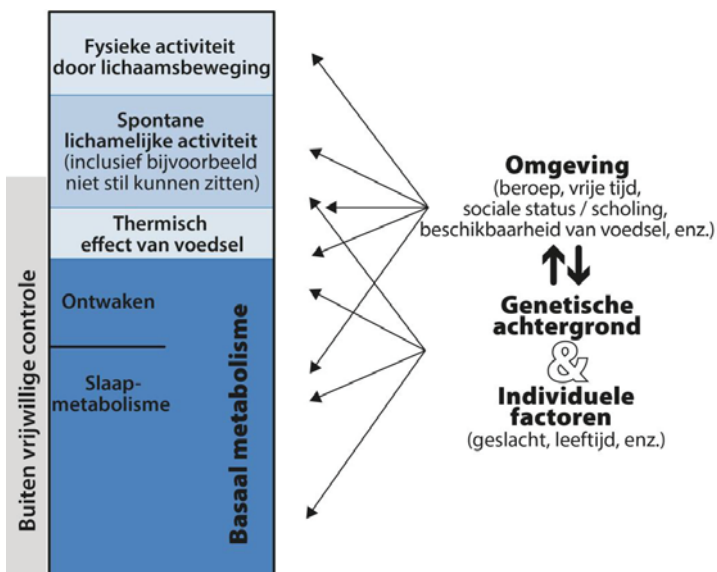 Fysieke activiteit
door lichaamsbeweging
Spontane
lichamelijke activiteit
(inclusief bijvoorbeeld
niet stil kunnen zitten)
Thermisch
effect van voedsel
Ontwaken
Slaap-
metabolisme
Basaal metabolisme
Buiten vrijwillige controle
Omgeving
(beroep, vrije tijd,
sociale status / scholing,
beschikbaarheid van voedsel, enz.)
Genetische
achtergrond
&
Individuele
factoren
(geslacht, leeftijd, enz.)